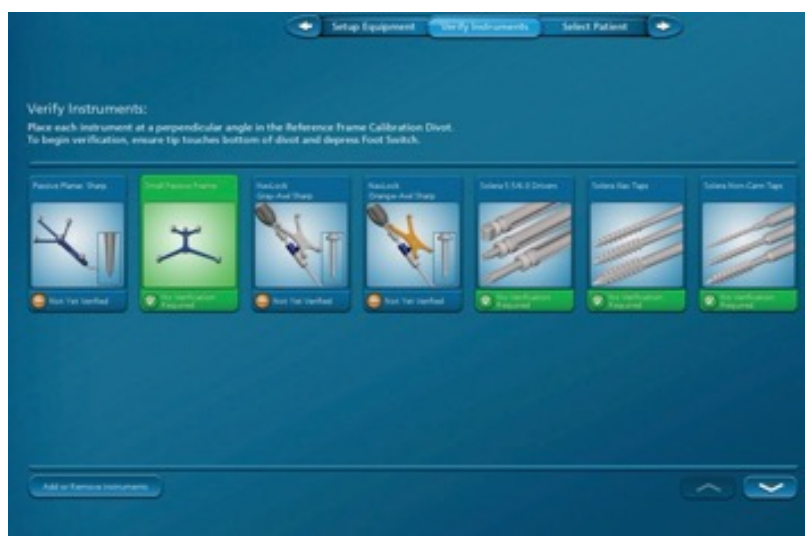 Setup Equipment
Verify Instruments
Select Patient
Verify Instruments:
Place each instrument at a perpendicular angle in the Reference Frame Calibration Divot.
To begin verification, ensure tip touches bottom of divot and depress Foot Switch.
Passive Planar Sharp
Small Passive Frame
NavLock
Gray-Awl Sharp
NavLock
Orange-Awl Sharp
Solera 5.5/6.0 Drivers
Solera Taps
Solera Non-Cann Taps
Not Yet Verified
No Verification
Required
Not Yet Verified
Not Yet Verified
No Verification
Required
No Verification
Required
No Verification
Required
Add or Remove Instruments